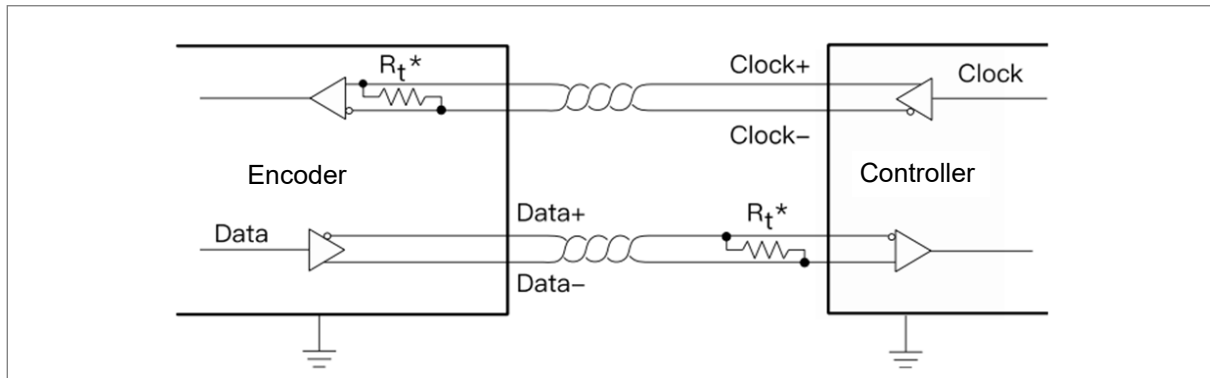 Rt*
Clock+
Clock
Clock−
Encoder
Controller
Data
Data+
Rt*
Data−